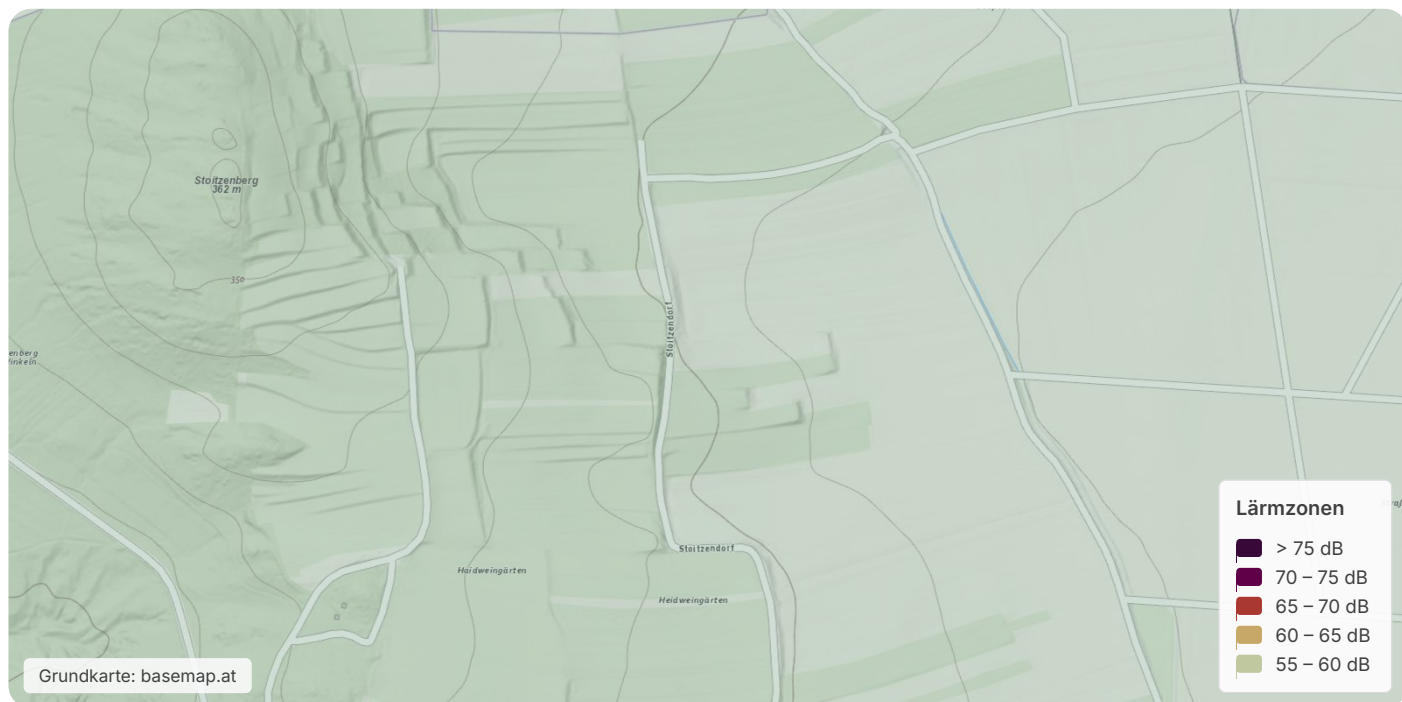 Stoitzenberg
362 m
350
enberg
Stoitzendorf
Stoitzendorf
Haidweingärten
Heidweingärten
Lärmzonen
> 75 dB
70 – 75 dB
65 – 70 dB
60 – 65 dB
55 – 60 dB
Grundkarte: basemap.at